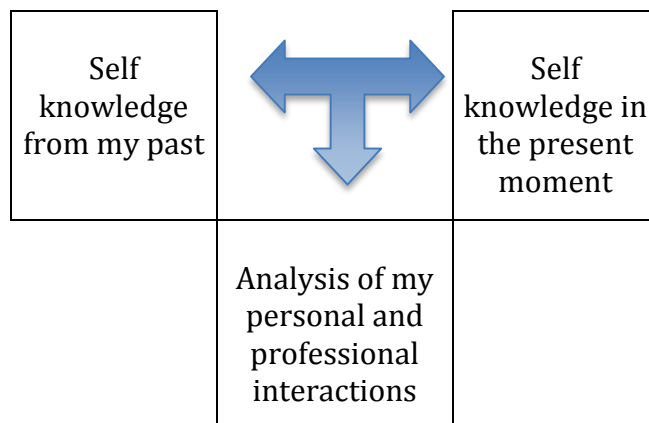 Self
knowledge
from my past
Self
knowledge in
the present
moment
Analysis of my
personal and
professional
interactions